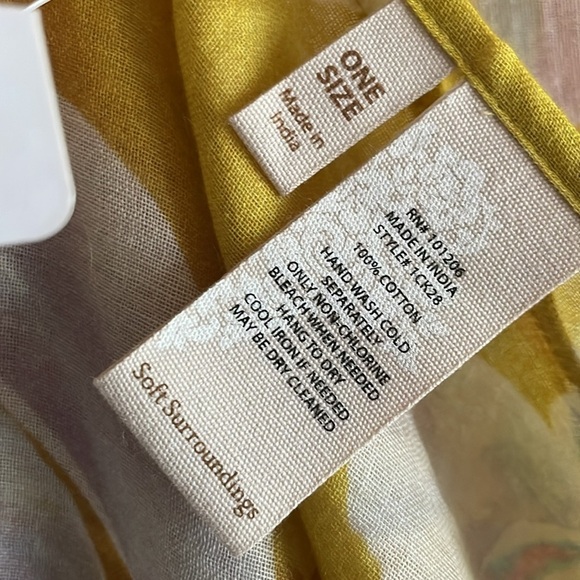 ONE
SIZE
Made in
India
RN# 101206
MADE IN INDIA
STYLE# 1CK28
100% COTTON
HAND WASH COLD
SEPARATELY
ONLY NON-CHLORINE
BLEACH WHEN NEEDED
HANG TO DRY
COOL IRON IF NEEDED
MAY BE DRY CLEANED
Soft Surroundings